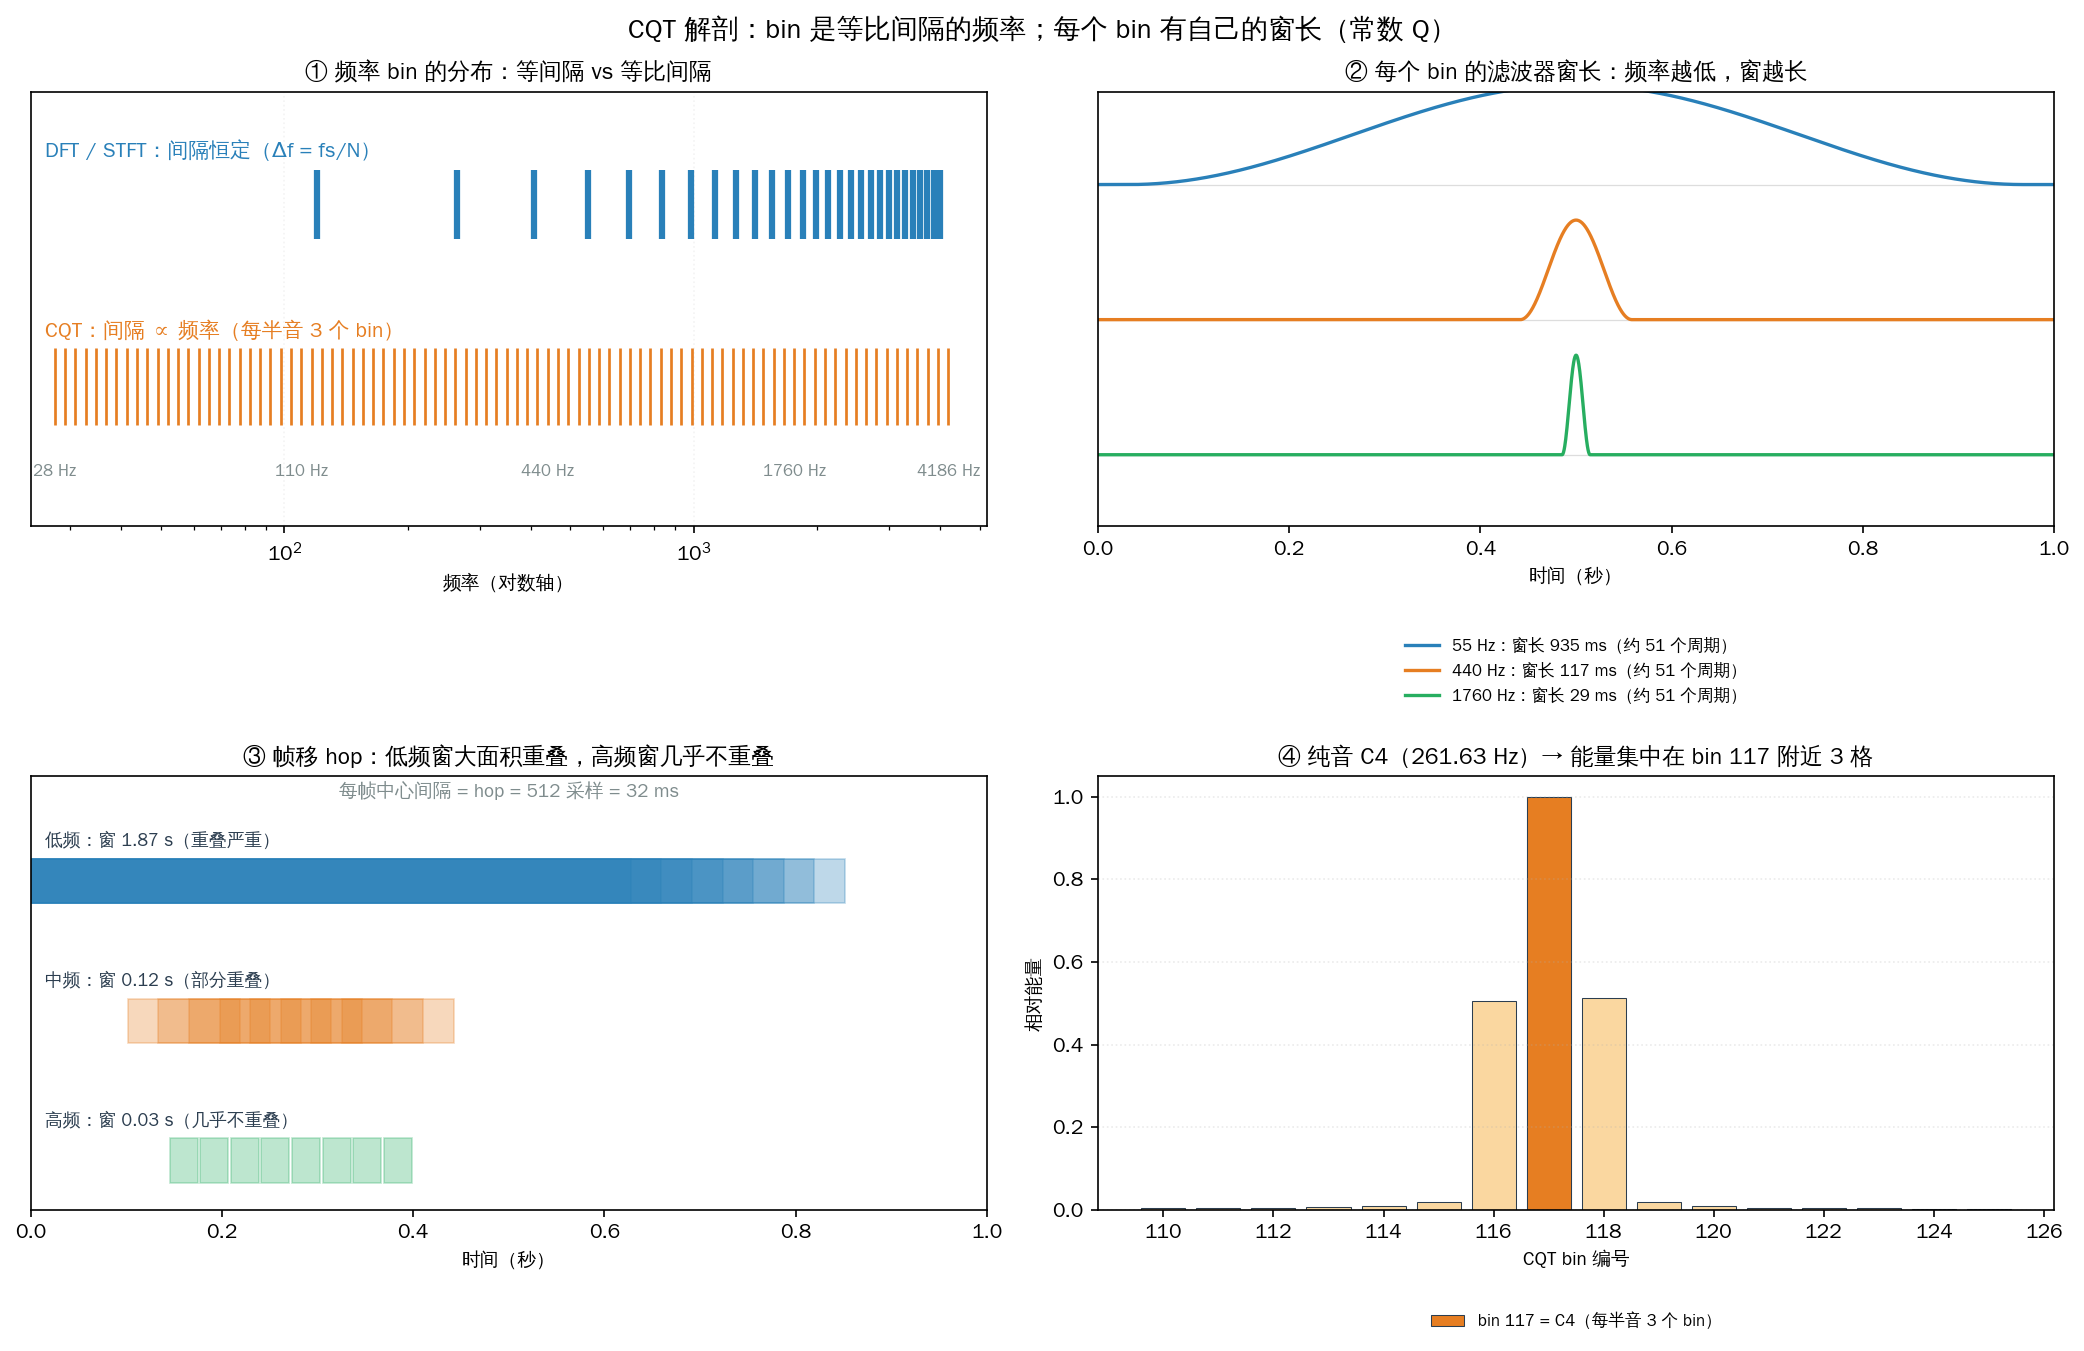 CQT 解剖：bin 是等比间隔的频率；每个 bin 有自己的窗长（常数 Q）
① 频率 bin 的分布：等间隔 vs 等比间隔
DFT / STFT：间隔恒定（Δf = fs/N）
CQT：间隔 ∝ 频率（每半音 3 个 bin）
28 Hz 110 Hz 440 Hz 1760 Hz 4186 Hz
10² 10³
频率（对数轴）
② 每个 bin 的滤波器窗长：频率越低，窗越长
0.0 0.2 0.4 0.6 0.8 1.0
时间（秒）
55 Hz：窗长 935 ms（约 51 个周期）
440 Hz：窗长 117 ms（约 51 个周期）
1760 Hz：窗长 29 ms（约 51 个周期）
③ 帧移 hop：低频窗大面积重叠，高频窗几乎不重叠
每帧中心间隔 = hop = 512 采样 = 32 ms
低频：窗 1.87 s（重叠严重）
中频：窗 0.12 s（部分重叠）
高频：窗 0.03 s（几乎不重叠）
0.0 0.2 0.4 0.6 0.8 1.0
时间（秒）
④ 纯音 C4（261.63 Hz）→ 能量集中在 bin 117 附近 3 格
相对能量
1.0
0.8
0.6
0.4
0.2
0.0
110 112 114 116 118 120 122 124 126
CQT bin 编号
bin 117 = C4（每半音 3 个 bin）